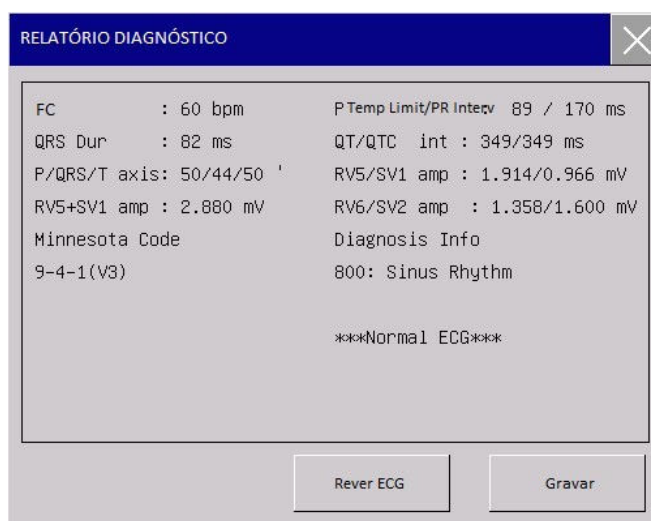 RELATÓRIO DIAGNÓSTICO
FC : 60 bpm
P Temp Limit/PR Interv 89 / 170 ms
QRS Dur : 82 ms
QT/QTC int : 349/349 ms
P/QRS/T axis: 50/44/50 '
RV5/SV1 amp : 1.914/0.966 mV
RV5+SV1 amp : 2.880 mV
RV6/SV2 amp : 1.358/1.600 mV
Minnesota Code
Diagnosis Info
9-4-1(V3)
800: Sinus Rhythm
***Normal ECG***
Rever ECG
Gravar